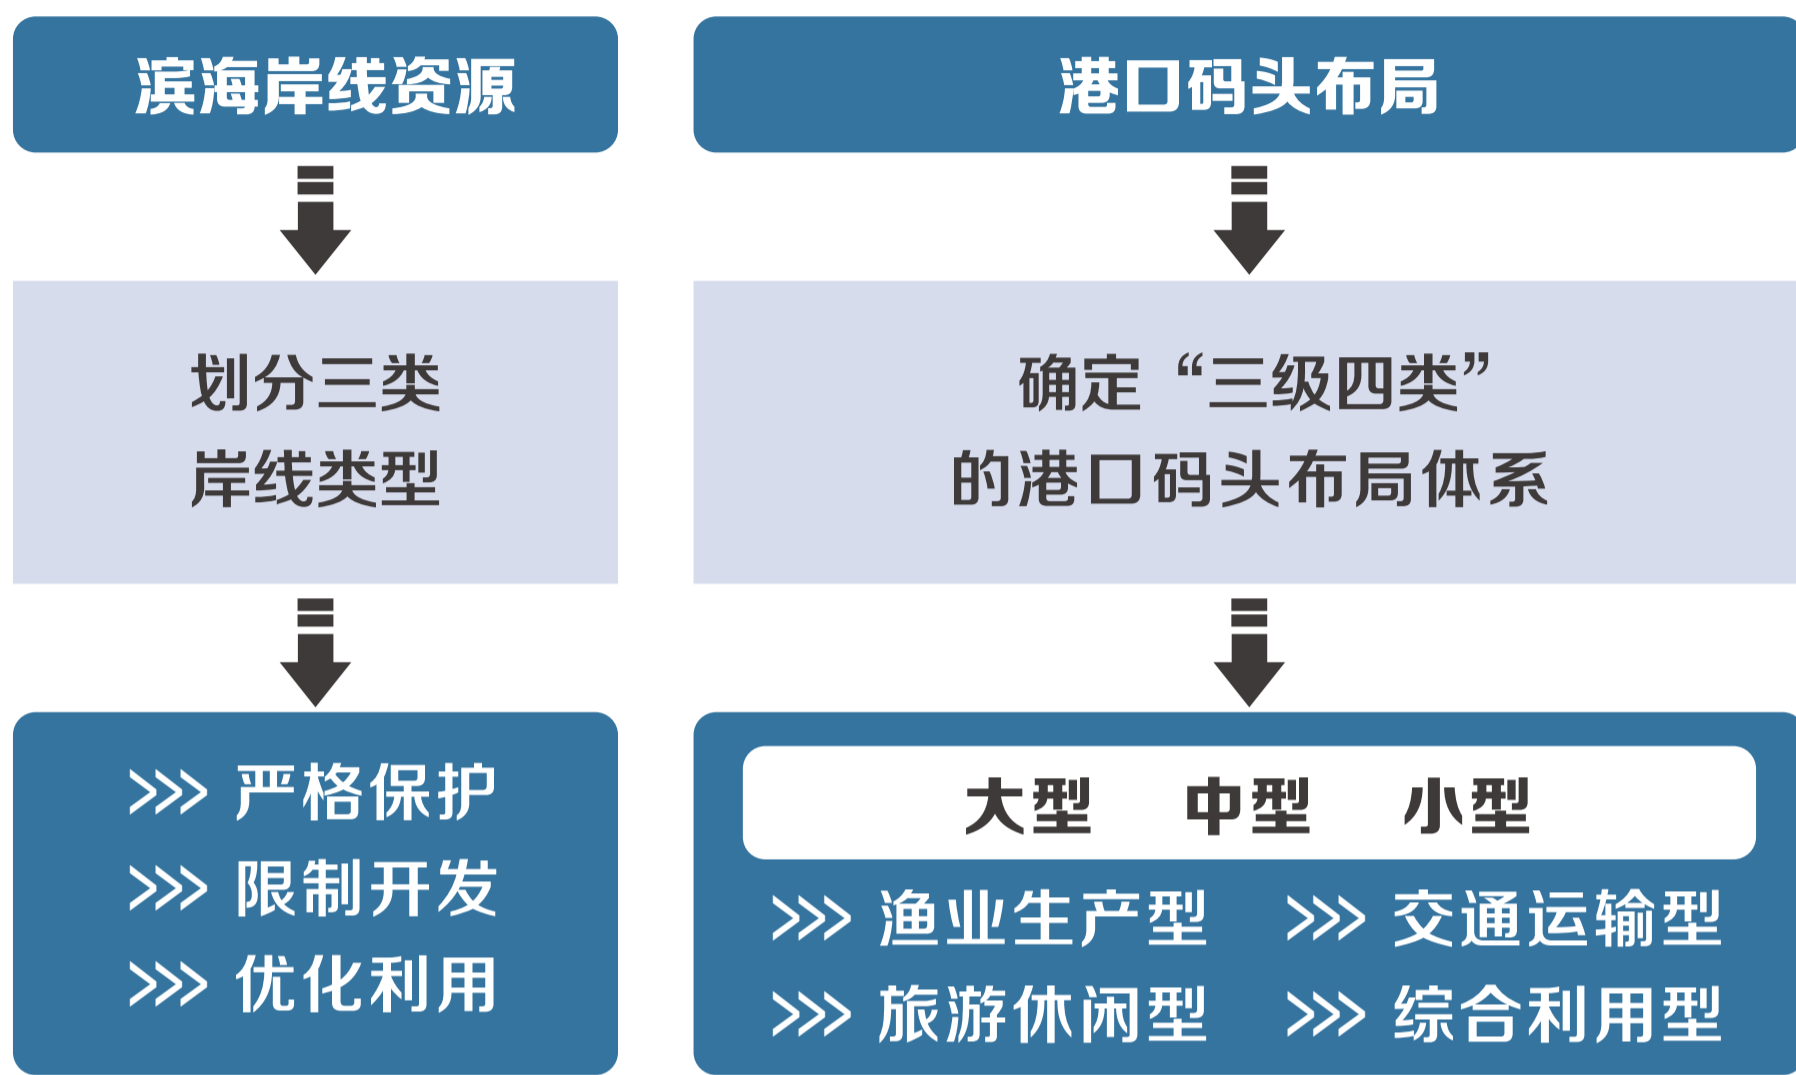 滨海岸线资源
划分三类
岸线类型
>>> 严格保护
>>> 限制开发
>>> 优化利用
港口码头布局
确定“三级四类”
的港口码头布局体系
大型 中型 小型
>>> 渔业生产型 >>> 交通运输型
>>> 旅游休闲型 >>> 综合利用型